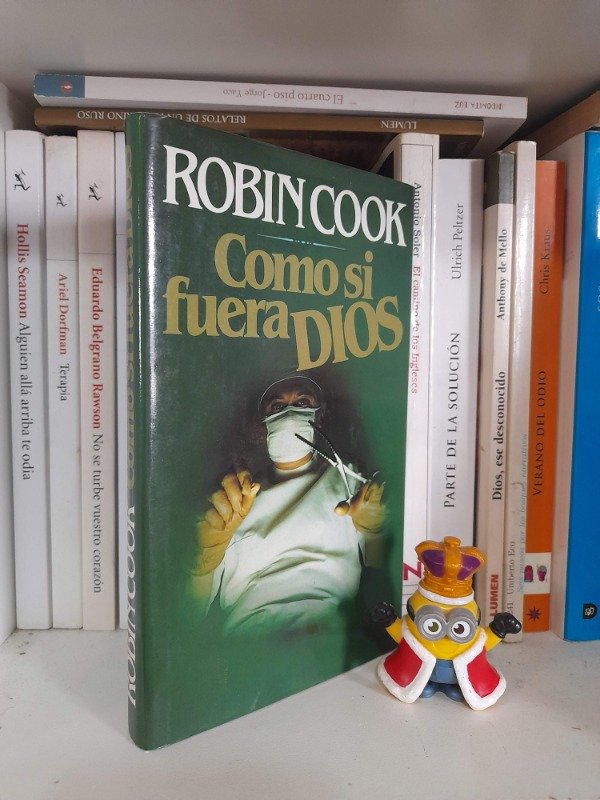 El cuarto piso - Jorge Yaco
INDÓMITA LUZ
LUMEN
ROBIN COOK
Como si
fuera DIOS
ROBIN COOK
Hollis Seamon Alguien allá arriba te odia
Ariel Dorfman Terapia
Eduardo Belgrano Rawson No se turbe vuestro corazón
Antonio Soler El camino de los Ingleses
Ulrich Peltzer
PARTE DE LA SOLUCIÓN
Anthony de Mello
Dios, ese desconocido
LUMEN
Umberto Eco
Chris Kraus
VERANO DEL ODIO